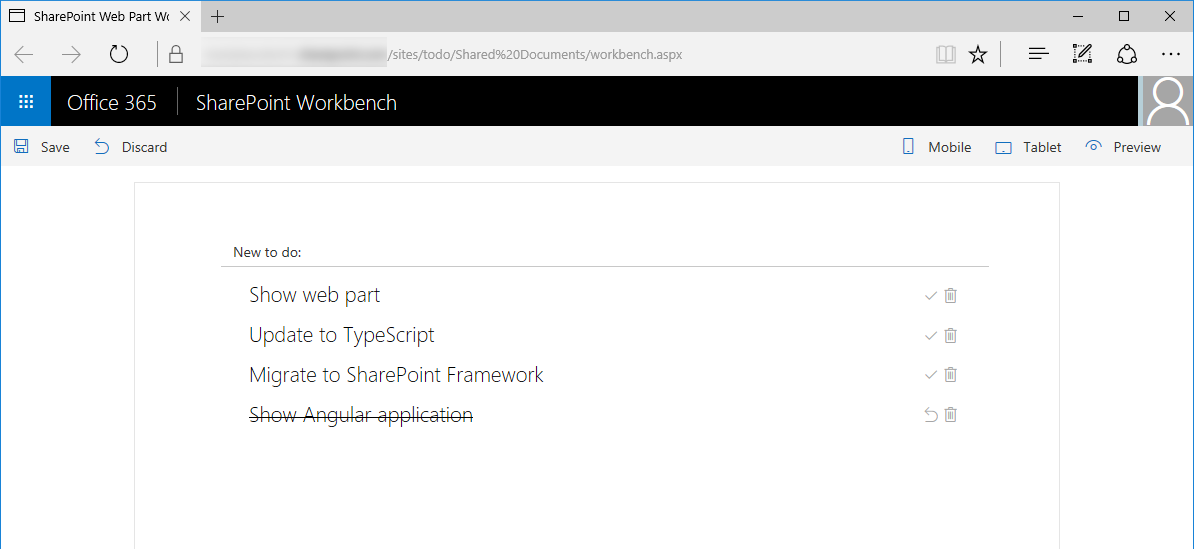 SharePoint Web Part Wo
/sites/todo/Shared%20Documents/workbench.aspx
Office 365 SharePoint Workbench
Save Discard Mobile Tablet Preview
New to do:
Show web part
Update to TypeScript
Migrate to SharePoint Framework
Show Angular application